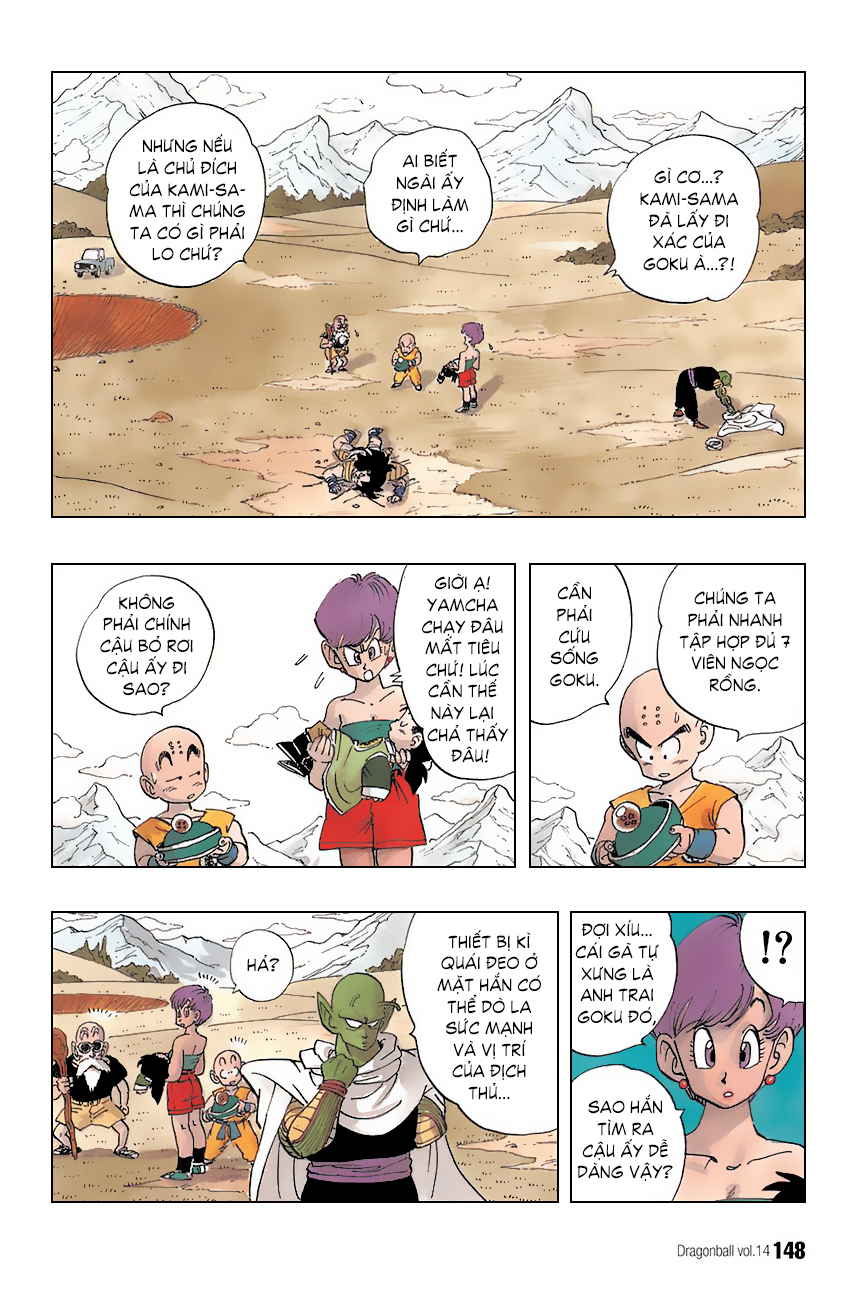 GÌ CƠ...?
KAMI-SAMA
ĐÃ LẤY ĐI
XÁC CỦA
GOKU À...?!
AI BIẾT
NGÀI ẤY
ĐỊNH LÀM
GÌ CHỨ...
NHƯNG NẾU
LÀ CHỦ ĐÍCH
CỦA KAMI-SA-
MA THÌ CHÚNG
TA CÓ GÌ PHẢI
LO CHỨ?
CHÚNG TA
PHẢI NHANH
TẬP HỢP ĐỦ 7
VIÊN NGỌC
RỒNG.
CẦN
PHẢI
CỨU
SỐNG
GOKU.
GIỜI Ạ!
YAMCHA
CHẠY ĐÂU
MẤT TIÊU
CHỨ! LÚC
CẦN THẾ
NÀY LẠI
CHẢ THẤY
ĐÂU!
KHÔNG
PHẢI CHÍNH
CẬU BỎ RƠI
CẬU ẤY ĐI
SAO?
!?
ĐỢI XÍU...
CÁI GÃ TỰ
XƯNG LÀ
ANH TRAI
GOKU ĐÓ,
SAO HẮN
TÌM RA
CẬU ẤY DỄ
DÀNG VẬY?
THIẾT BỊ KÌ
QUÁI ĐEO Ở
MẶT HẮN CÓ
THỂ DÒ LA
SỨC MẠNH
VÀ VỊ TRÍ
CỦA ĐỊCH
THỦ...
HẢ?
Dragonball vol.14 148